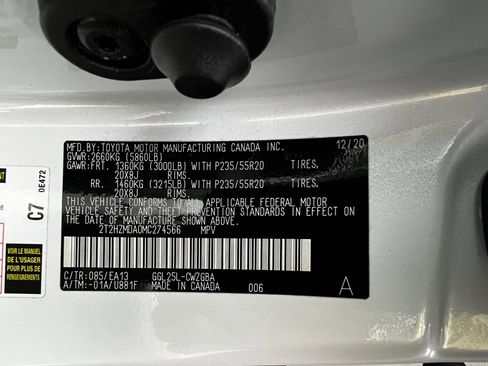 MFD.BY:TOYOTA MOTOR MANUFACTURING CANADA INC. 12/20
GVWR:2660KG (5860LB)
GAWR:FRT. 1360KG (3000LB) WITH P235/55R20 TIRES,
20X8J RIMS.
RR. 1460KG (3215LB) WITH P235/55R20 TIRES,
20X8J RIMS.
THIS VEHICLE CONFORMS TO ALL APPLICABLE FEDERAL MOTOR
VEHICLE SAFETY AND THEFT PREVENTION STANDARDS IN EFFECT
ON THE DATE OF MANUFACTURE SHOWN ABOVE.
2T2HZMDA0MC274566 MPV
C/TR:085/EA13 GGL25L-CWZGBA
A/TM:-01A/U881F MADE IN CANADA 006 A
0E472
C7
VOIR LE MANUEL
DE L'USAGER
POUR PLUS
DE